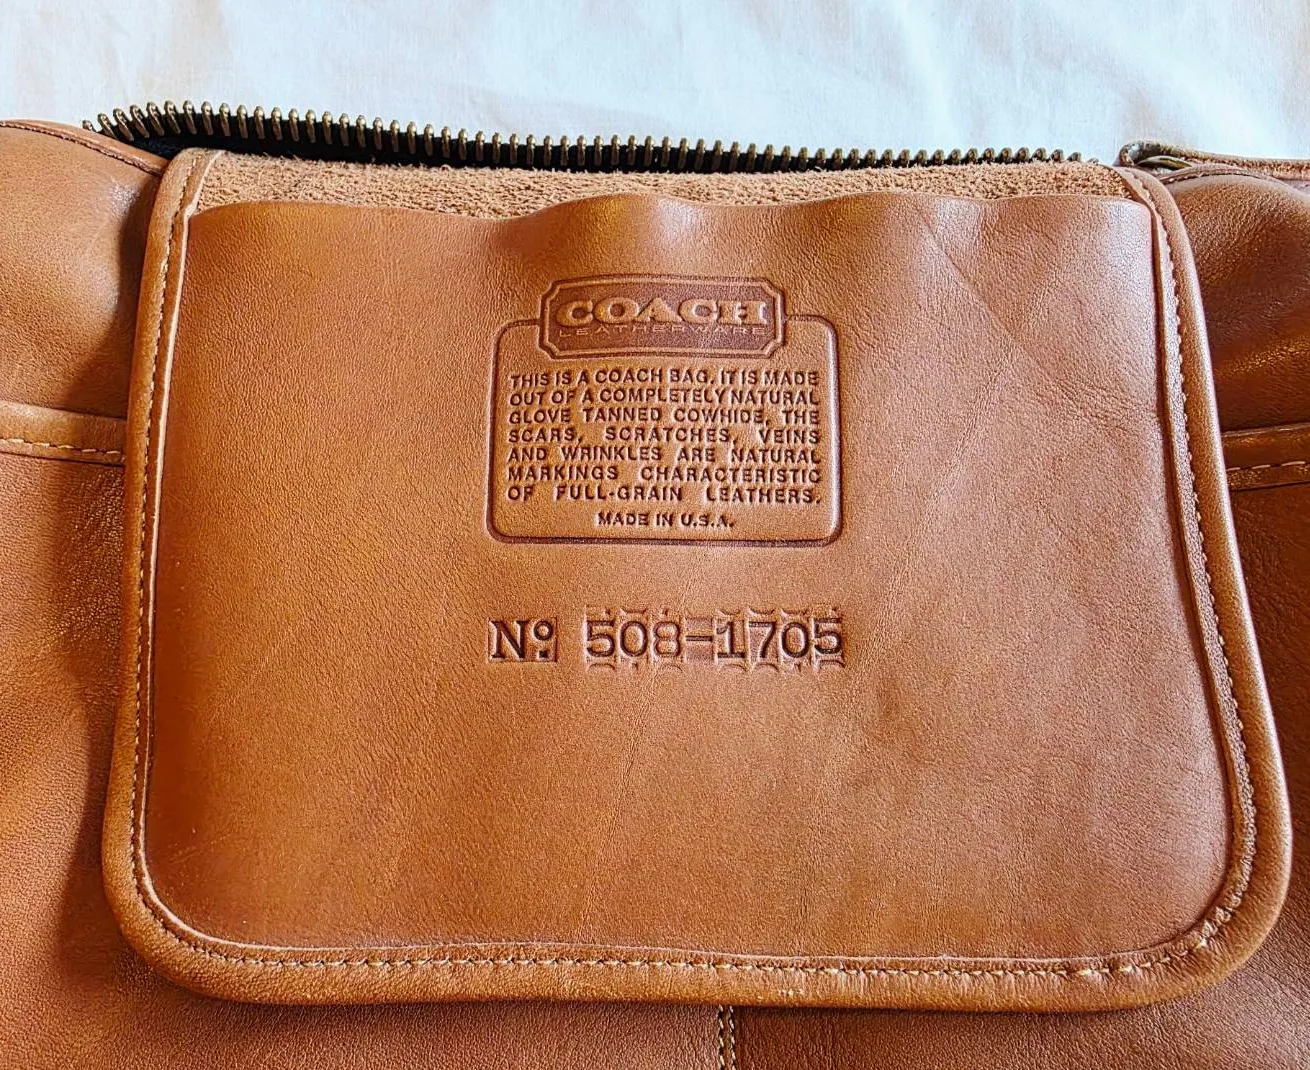 COACH
LEATHERWARE
THIS IS A COACH BAG. IT IS MADE
OUT OF A COMPLETELY NATURAL
GLOVE TANNED COWHIDE, THE
SCARS, SCRATCHES, VEINS
AND WRINKLES ARE NATURAL
MARKINGS CHARACTERISTIC
OF FULL-GRAIN LEATHERS.
MADE IN U.S.A.
Nº 508-1705